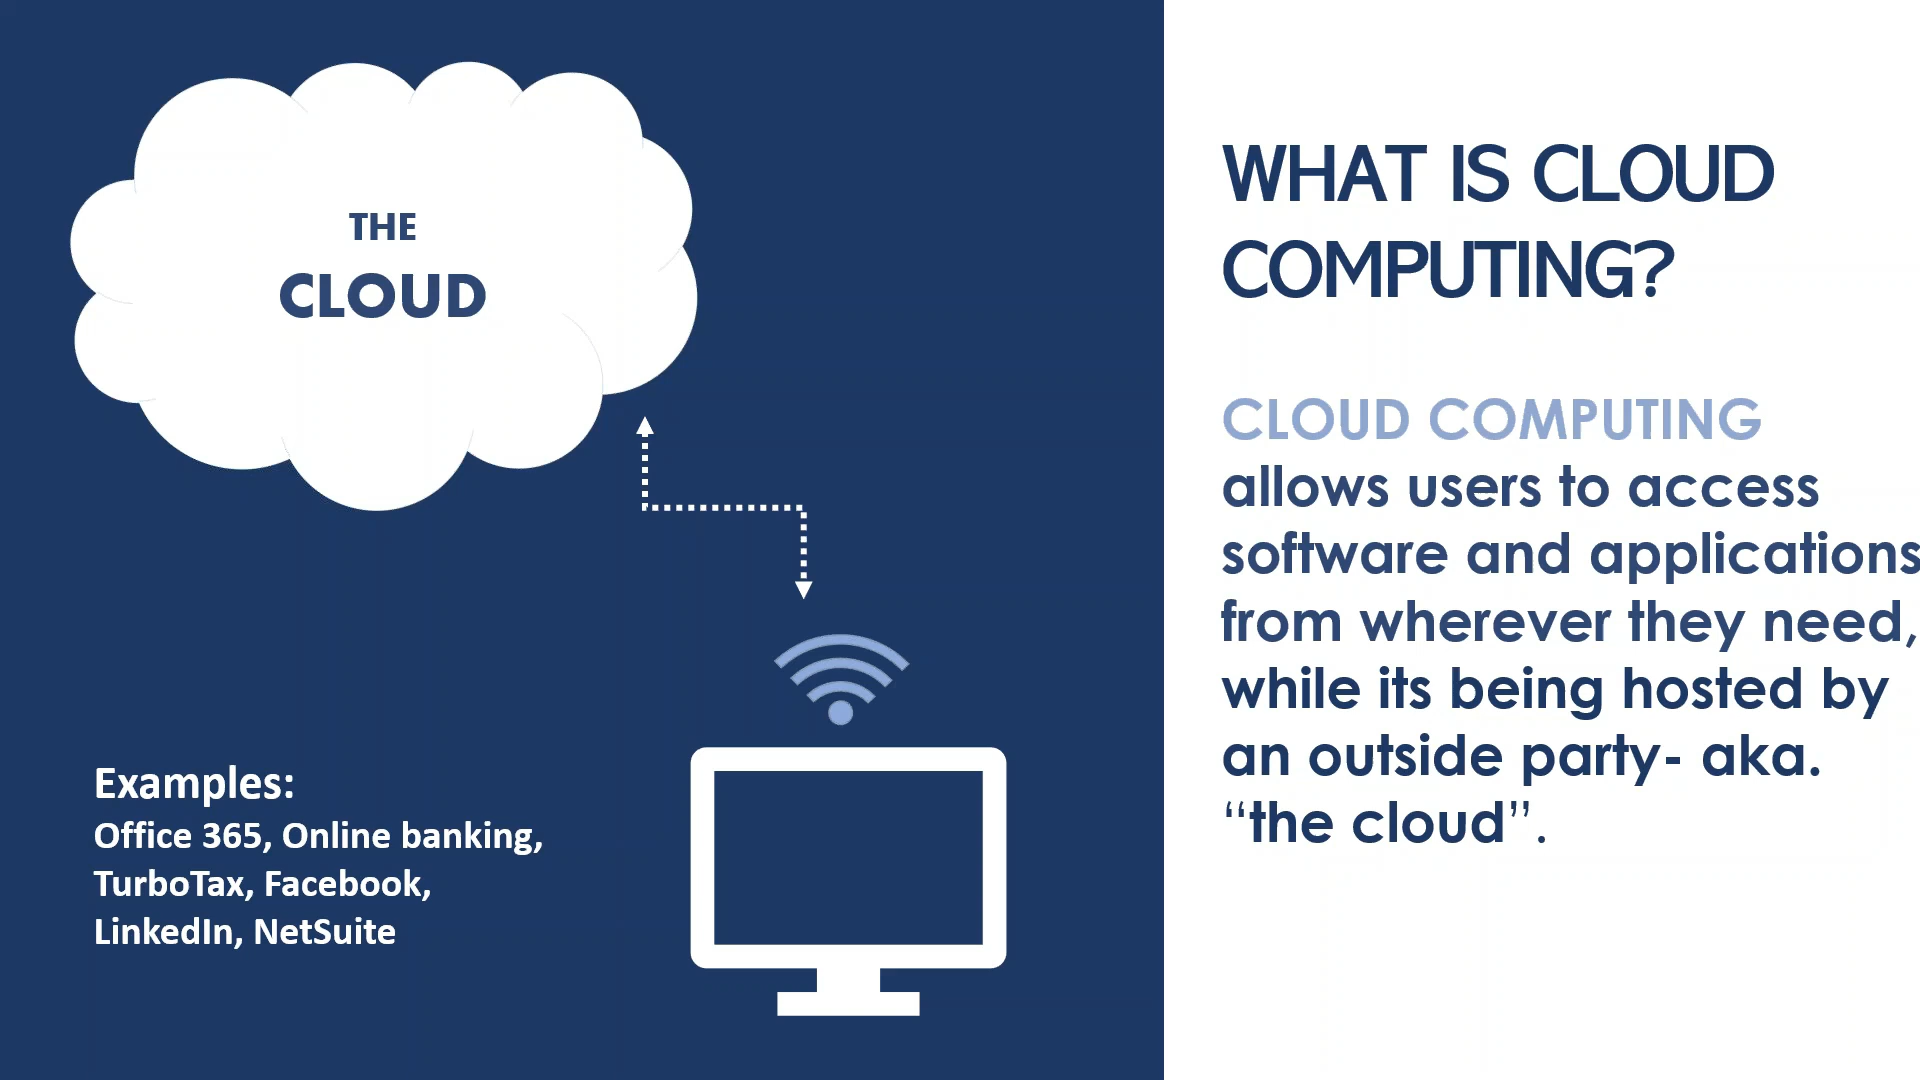 THE
CLOUD
Examples:
Office 365, Online banking,
TurboTax, Facebook,
LinkedIn, NetSuite
WHAT IS CLOUD
COMPUTING?
CLOUD COMPUTING
allows users to access
software and applications
from wherever they need,
while its being hosted by
an outside party- aka.
“the cloud”.